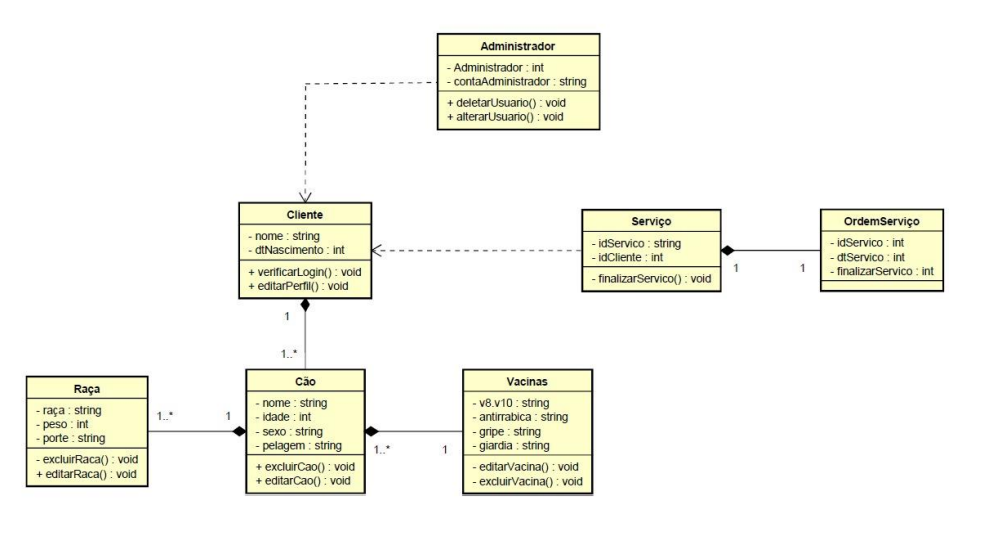 Administrador
- Administrador : int
- contaAdministrador : string
+ deletarUsuario() : void
+ alterarUsuario() : void
Cliente
- nome : string
- dtNascimento : int
+ verificarLogin() : void
+ editarPerfil() : void
Serviço
- idServico : string
- idCliente : int
- finalizarServico() : void
1
1
OrdemServiço
- idServico : int
- dtServico : int
- finalizarServico : int
1
1..*
Raça
- raça : string
- peso : int
- porte : string
- excluirRaca() : void
+ editarRaca() : void
1..*
1
Cão
- nome : string
- idade : int
- sexo : string
- pelagem : string
+ excluirCao() : void
+ editarCao() : void
1..*
1
Vacinas
- v8.v10 : string
- antirrabica : string
- gripe : string
- giardia : string
- editarVacina() : void
- excluirVacina() : void